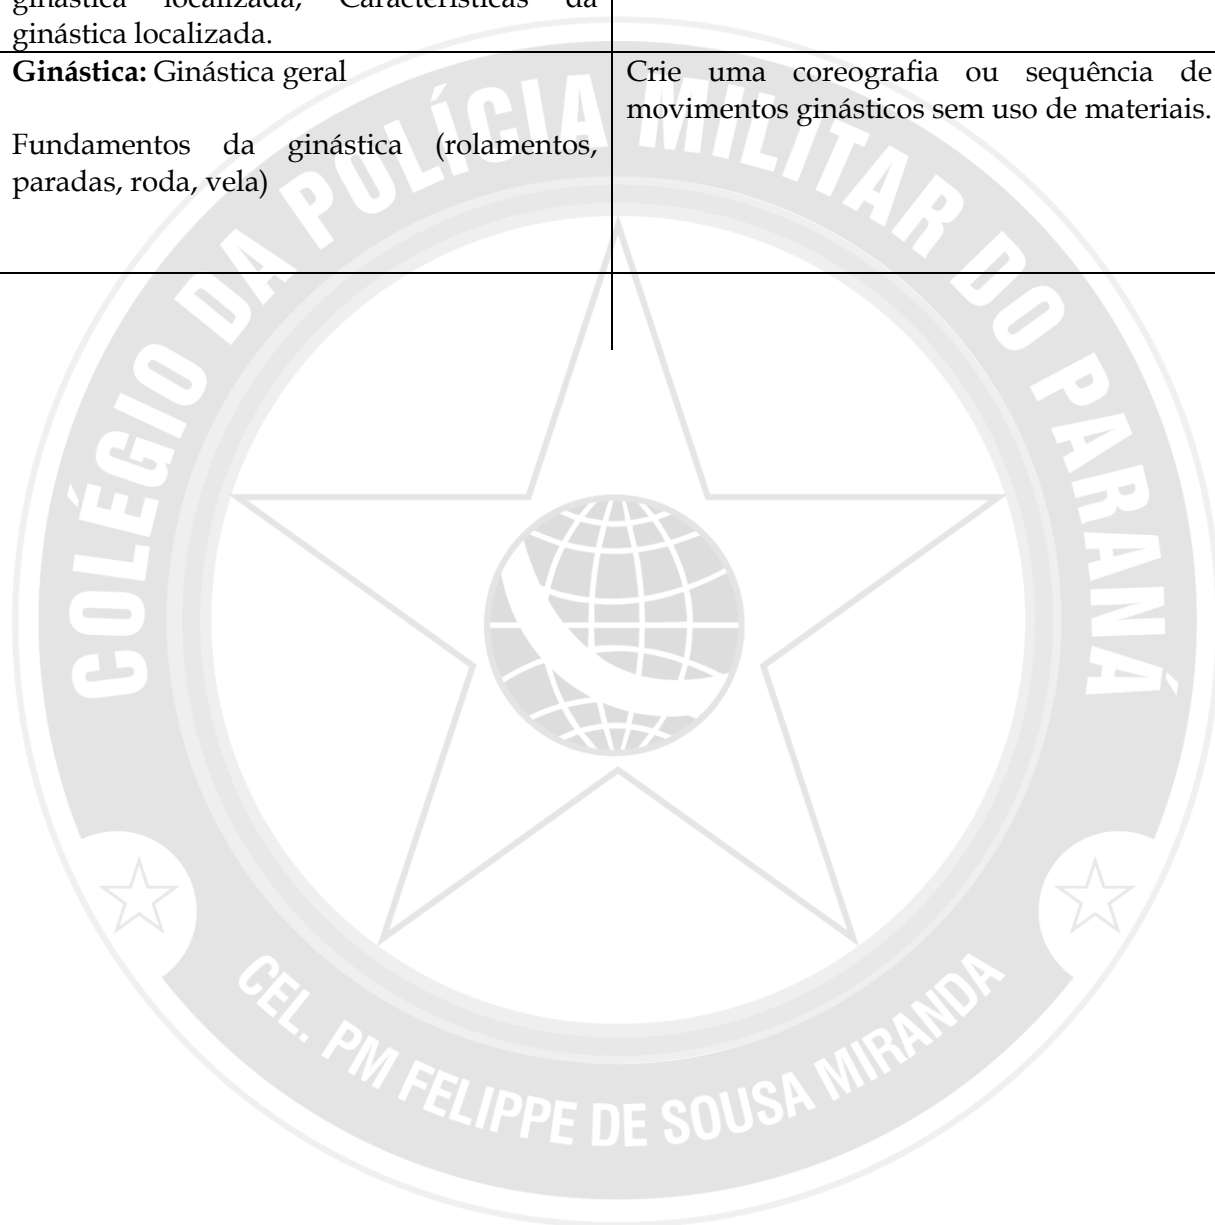 ginástica localizada, Características da
ginástica localizada.
Ginástica: Ginástica geral
Fundamentos da ginástica (rolamentos,
paradas, roda, vela)
Crie uma coreografia ou sequência de
movimentos ginásticos sem uso de materiais.
COLÉGIO DA POLÍCIA MILITAR DO PARANÁ
CEL. PM FELIPPE DE SOUSA MIRANDA